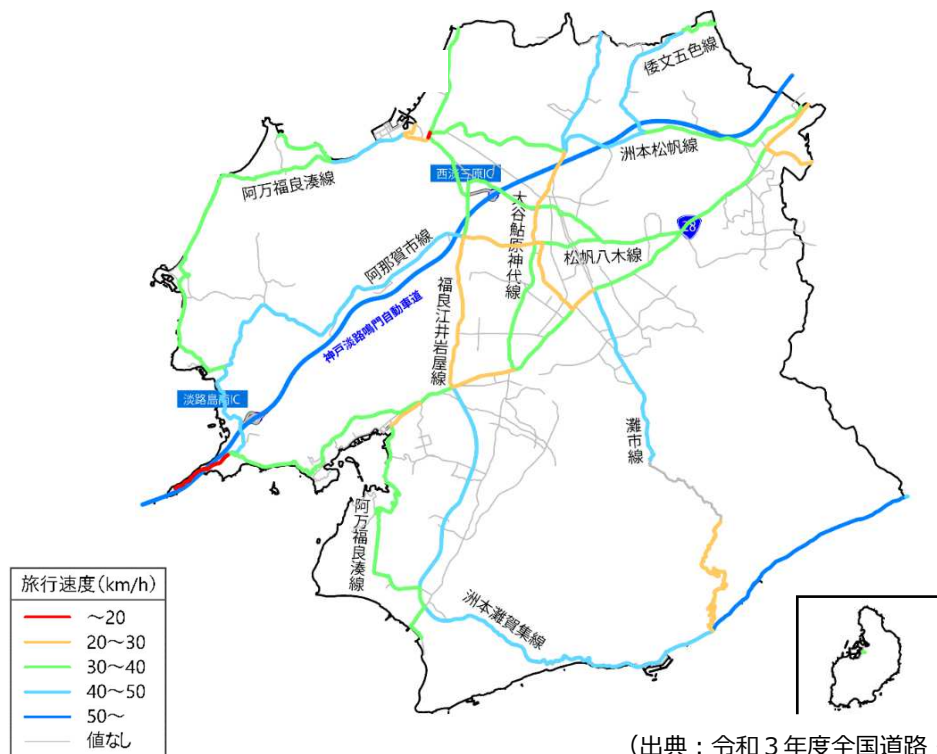 倭文五色線
洲本松帆線
阿万福良湊線
西淡三原IC
大谷鮎原神代線
28
阿那賀市線
松帆八木線
福良江井岩屋線
神戸淡路鳴門自動車道
淡路島南IC
灘市線
阿万福良湊線
洲本灘賀集線
旅行速度(km/h)
~20
20~30
30~40
40~50
50~
値なし
(出典:令和3年度全国道路